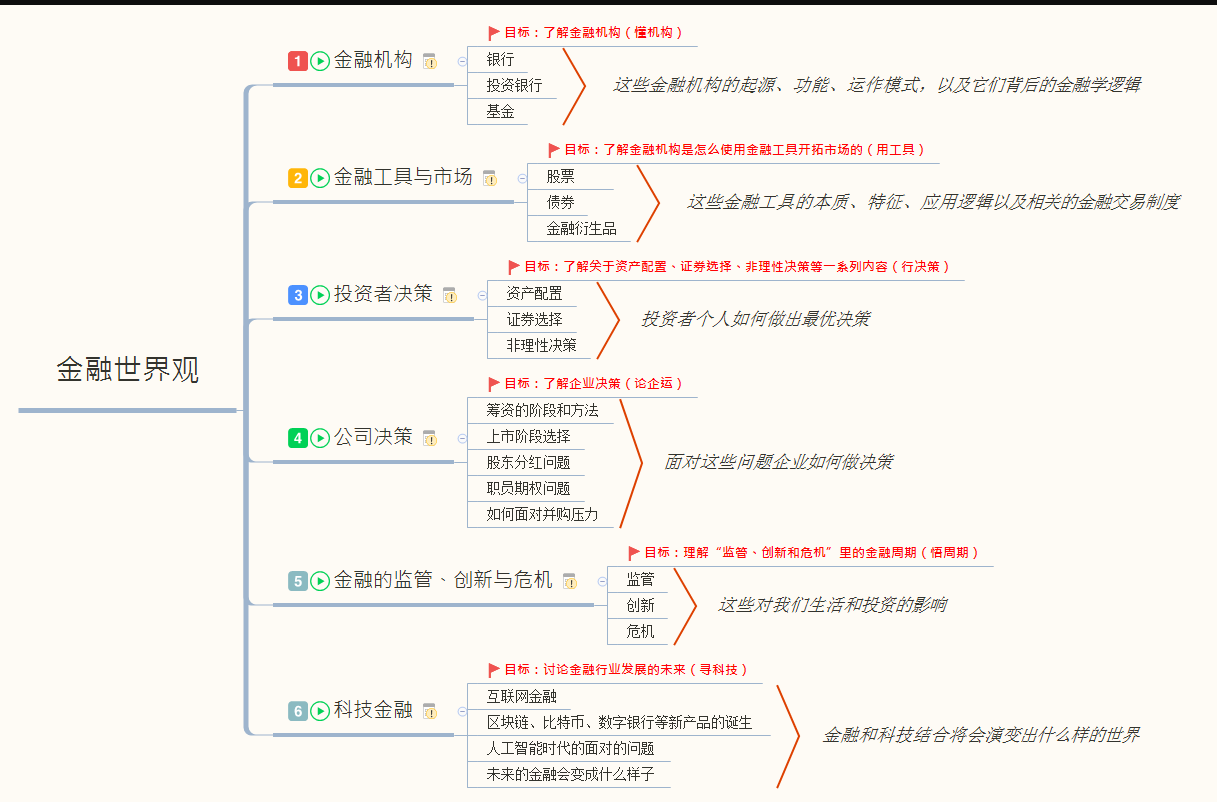 金融世界观
1 金融机构
目标：了解金融机构（懂机构）
银行
投资银行
基金
这些金融机构的起源、功能、运作模式，以及它们背后的金融学逻辑
2 金融工具与市场
目标：了解金融机构是怎么使用金融工具开拓市场的（用工具）
股票
债券
金融衍生品
这些金融工具的本质、特征、应用逻辑以及相关的金融交易制度
3 投资者决策
目标：了解关于资产配置、证券选择、非理性决策等一系列内容（行决策）
资产配置
证券选择
非理性决策
投资者个人如何做出最优决策
4 公司决策
目标：了解企业决策（论企运）
筹资的阶段和方法
上市阶段选择
股东分红问题
职员期权问题
如何面对并购压力
面对这些问题企业如何做决策
5 金融的监管、创新与危机
目标：理解“监管、创新和危机”里的金融周期（悟周期）
监管
创新
危机
这些对我们生活和投资的影响
6 科技金融
目标：讨论金融行业发展的未来（寻科技）
互联网金融
区块链、比特币、数字银行等新产品的诞生
人工智能时代的面对的问题
未来的金融会变成什么样子
金融和科技结合将会演变出什么样的世界